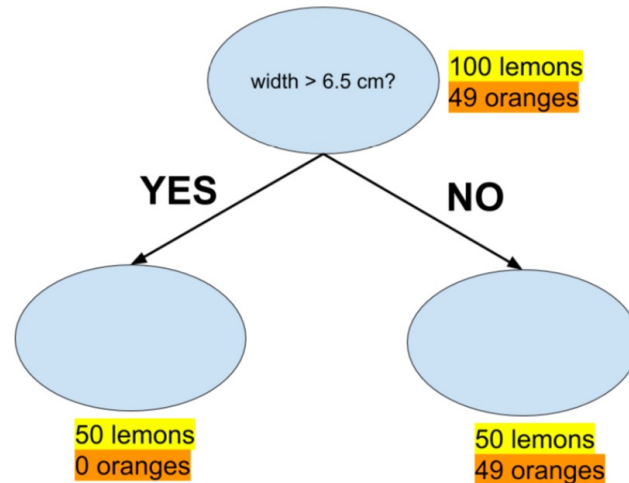 width > 6.5 cm?
100 lemons
49 oranges
YES
NO
50 lemons
0 oranges
50 lemons
49 oranges